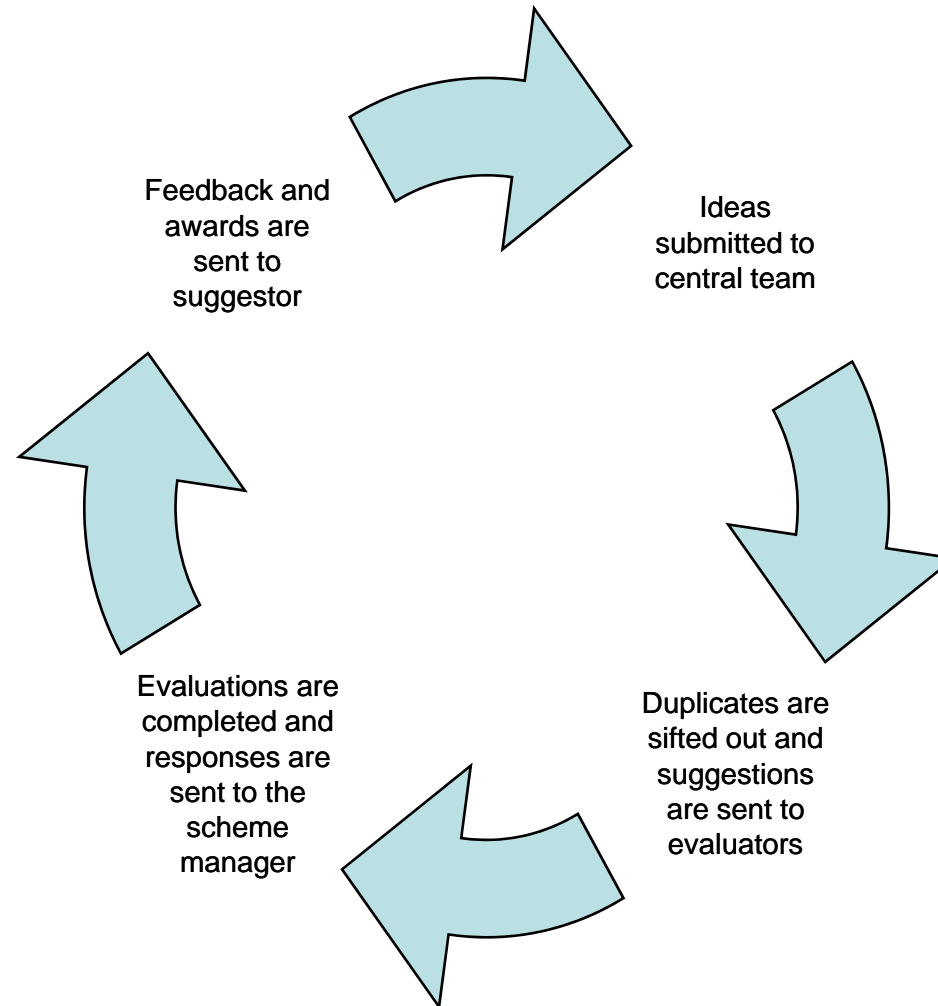 Feedback and
awards are
sent to
suggestor
Ideas
submitted to
central team
Duplicates are
sifted out and
suggestions
are sent to
evaluators
Evaluations are
completed and
responses are
sent to the
scheme
manager